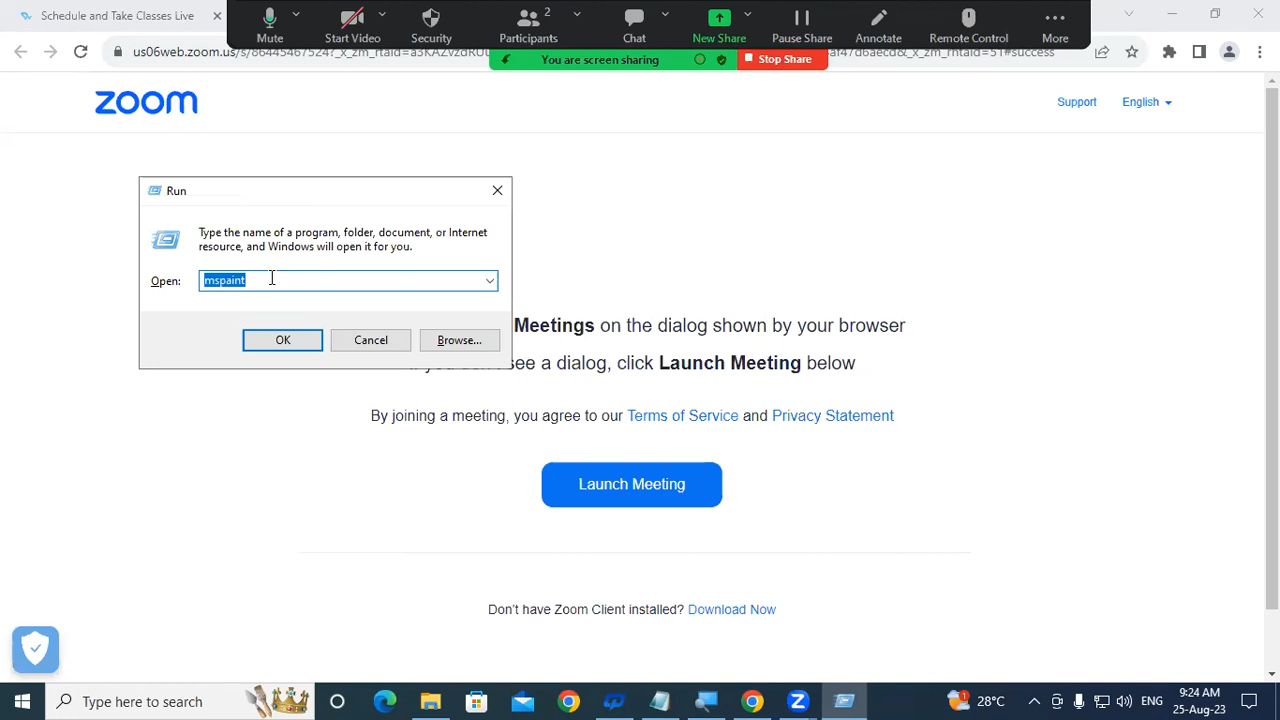 Schedule and Take Classes Live
Mute
Start Video
Security
2
Participants
Chat
New Share
Pause Share
Annotate
Remote Control
More
You are screen sharing
Stop Share
zoom
Support
English
Run
Type the name of a program, folder, document, or Internet
resource, and Windows will open it for you.
Open:
mspaint
OK
Cancel
Browse...
Meetings on the dialog shown by your browser
see a dialog, click Launch Meeting below
By joining a meeting, you agree to our Terms of Service and Privacy Statement
Launch Meeting
Don't have Zoom Client installed? Download Now
Type here to search
1
28°C
ENG
9:24 AM
25-Aug-23